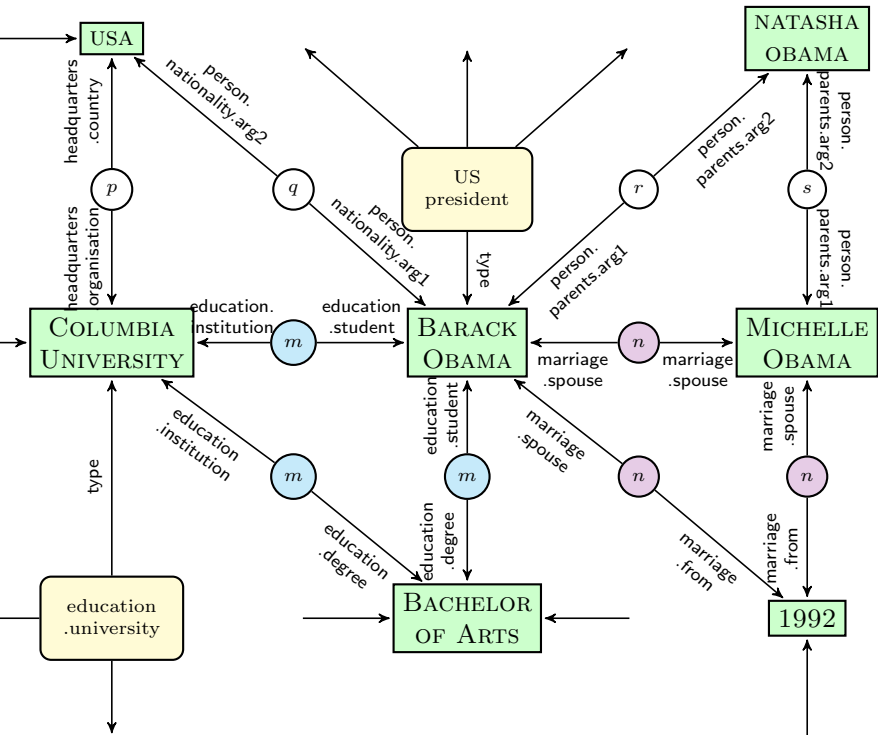 USA
NATASHA
OBAMA
headquarters
.country
person.
nationality.arg2
person.
parents.arg2
person.
parents.arg2
p
q
US
president
r
s
headquarters
.organisation
person.
nationality.arg1
type
person.
parents.arg1
person.
parents.arg1
COLUMBIA
UNIVERSITY
education.
institution
m
education
.student
BARACK
OBAMA
marriage
.spouse
n
marriage
.spouse
MICHELLE
OBAMA
education
.institution
education
.student
marriage
.spouse
marriage
.spouse
type
m
m
n
n
education
.degree
education
.degree
marriage
.from
marriage
.from
education
.university
BACHELOR
OF ARTS
1992